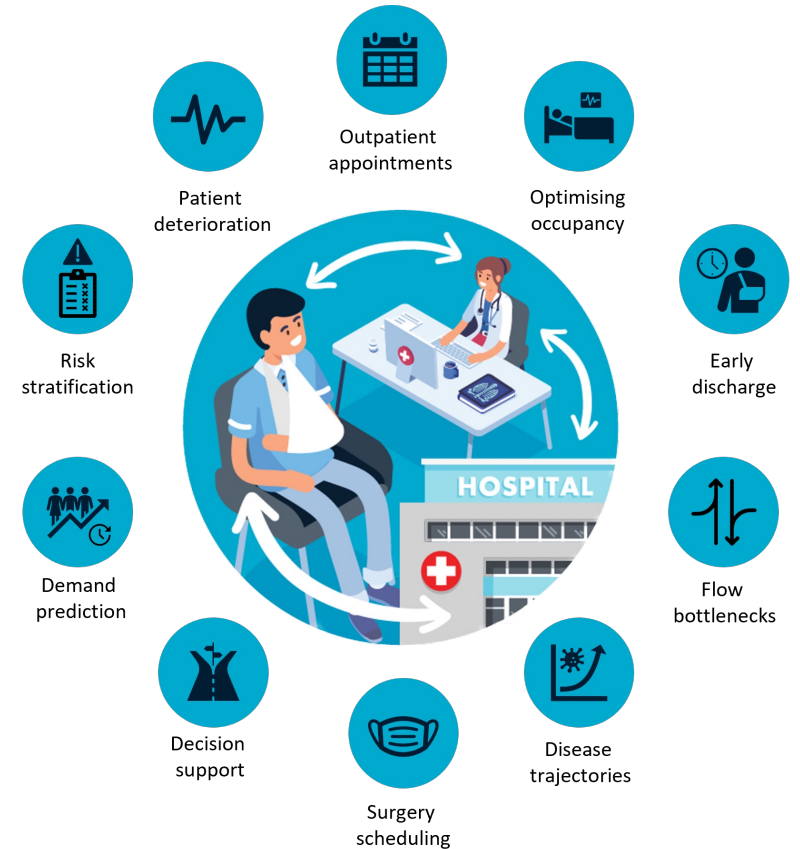 Outpatient
appointments
Patient
deterioration
Optimising
occupancy
Risk
stratification
Early
discharge
HOSPITAL
Demand
prediction
Flow
bottlenecks
Decision
support
Disease
trajectories
Surgery
scheduling